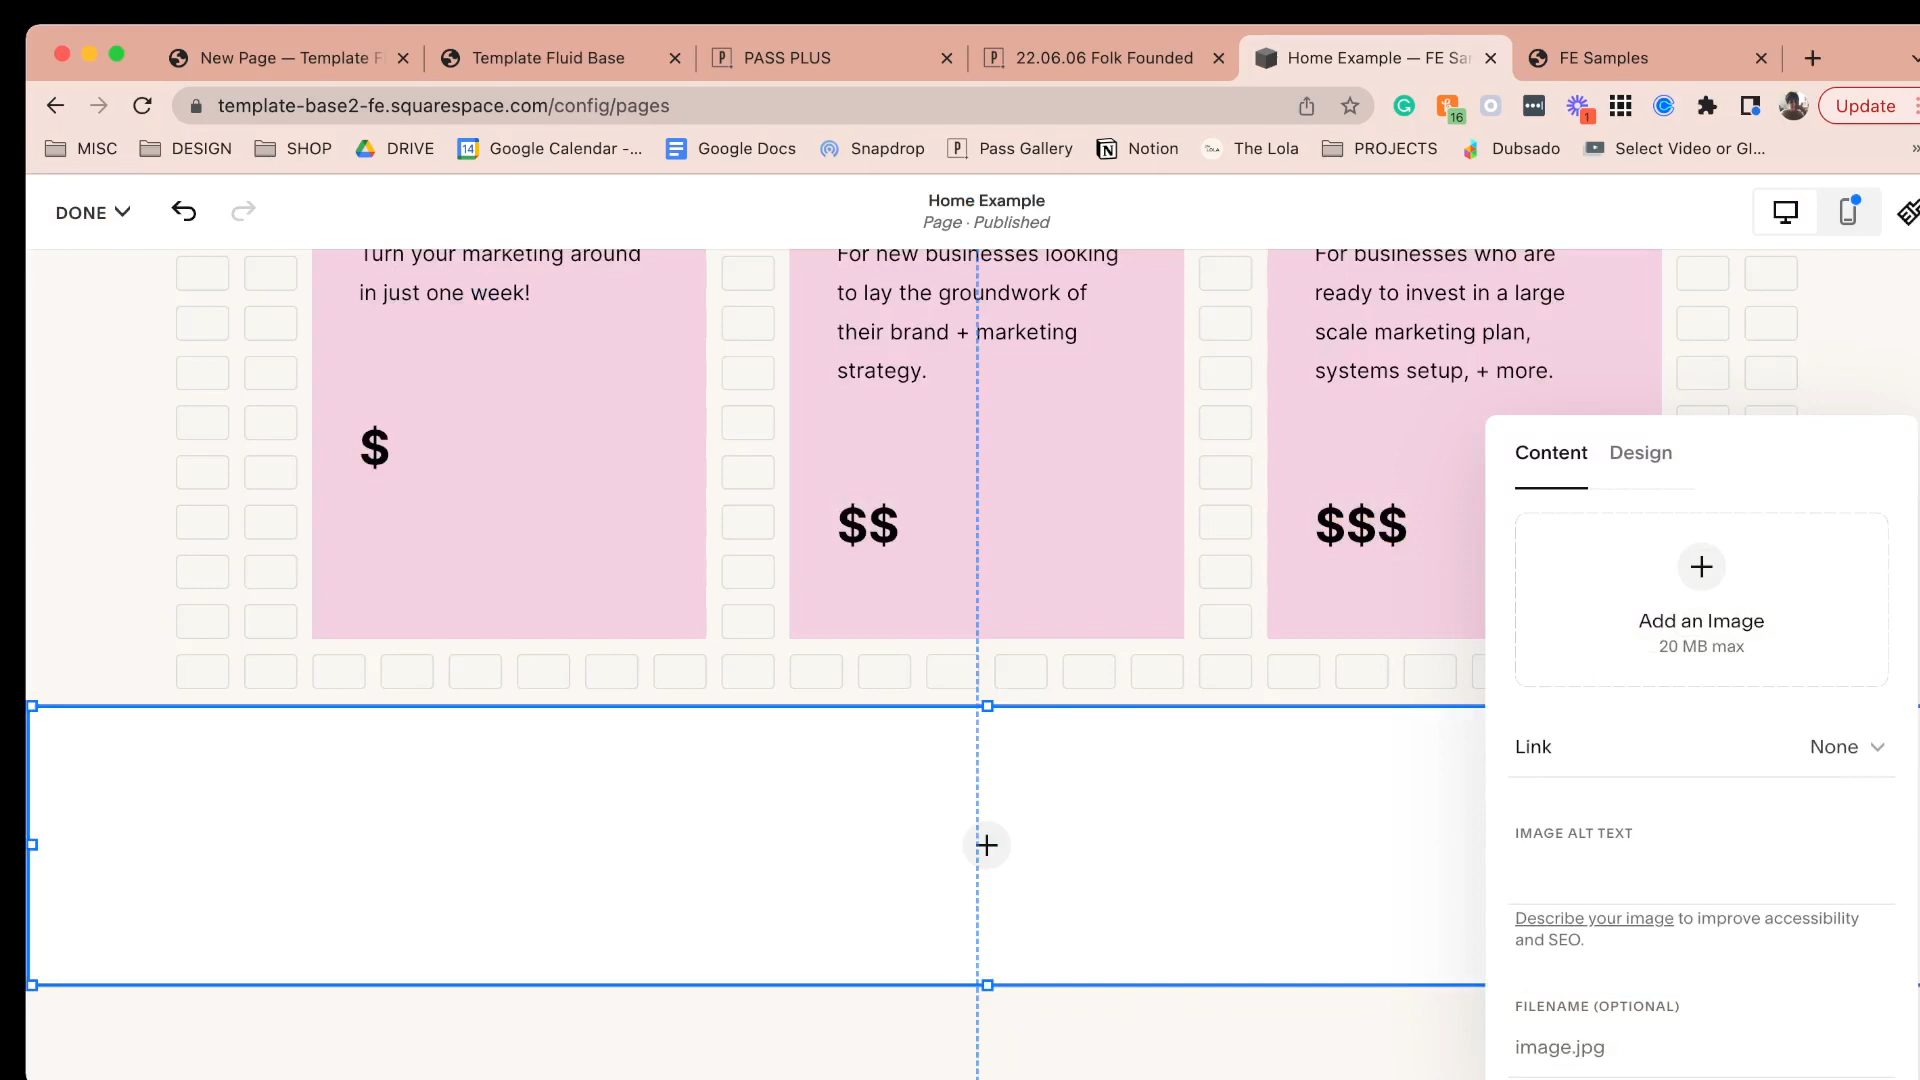 New Page — Template F
Template Fluid Base
PASS PLUS
22.06.06 Folk Founded
Home Example — FE Sa
FE Samples
template-base2-fe.squarespace.com/config/pages
16
1
Update
MISC
DESIGN
SHOP
DRIVE
14
Google Calendar -...
Google Docs
Snapdrop
Pass Gallery
Notion
The Lola
PROJECTS
Dubsado
Select Video or GI...
»
DONE
Home Example
Page · Published
Turn your marketing around
in just one week!
$
For new businesses looking
to lay the groundwork of
their brand + marketing
strategy.
$$
For businesses who are
ready to invest in a large
scale marketing plan,
systems setup, + more.
$$$
Content
Design
Add an Image
20 MB max
Link
None
IMAGE ALT TEXT
Describe your image to improve accessibility
and SEO.
FILENAME (OPTIONAL)
image.jpg